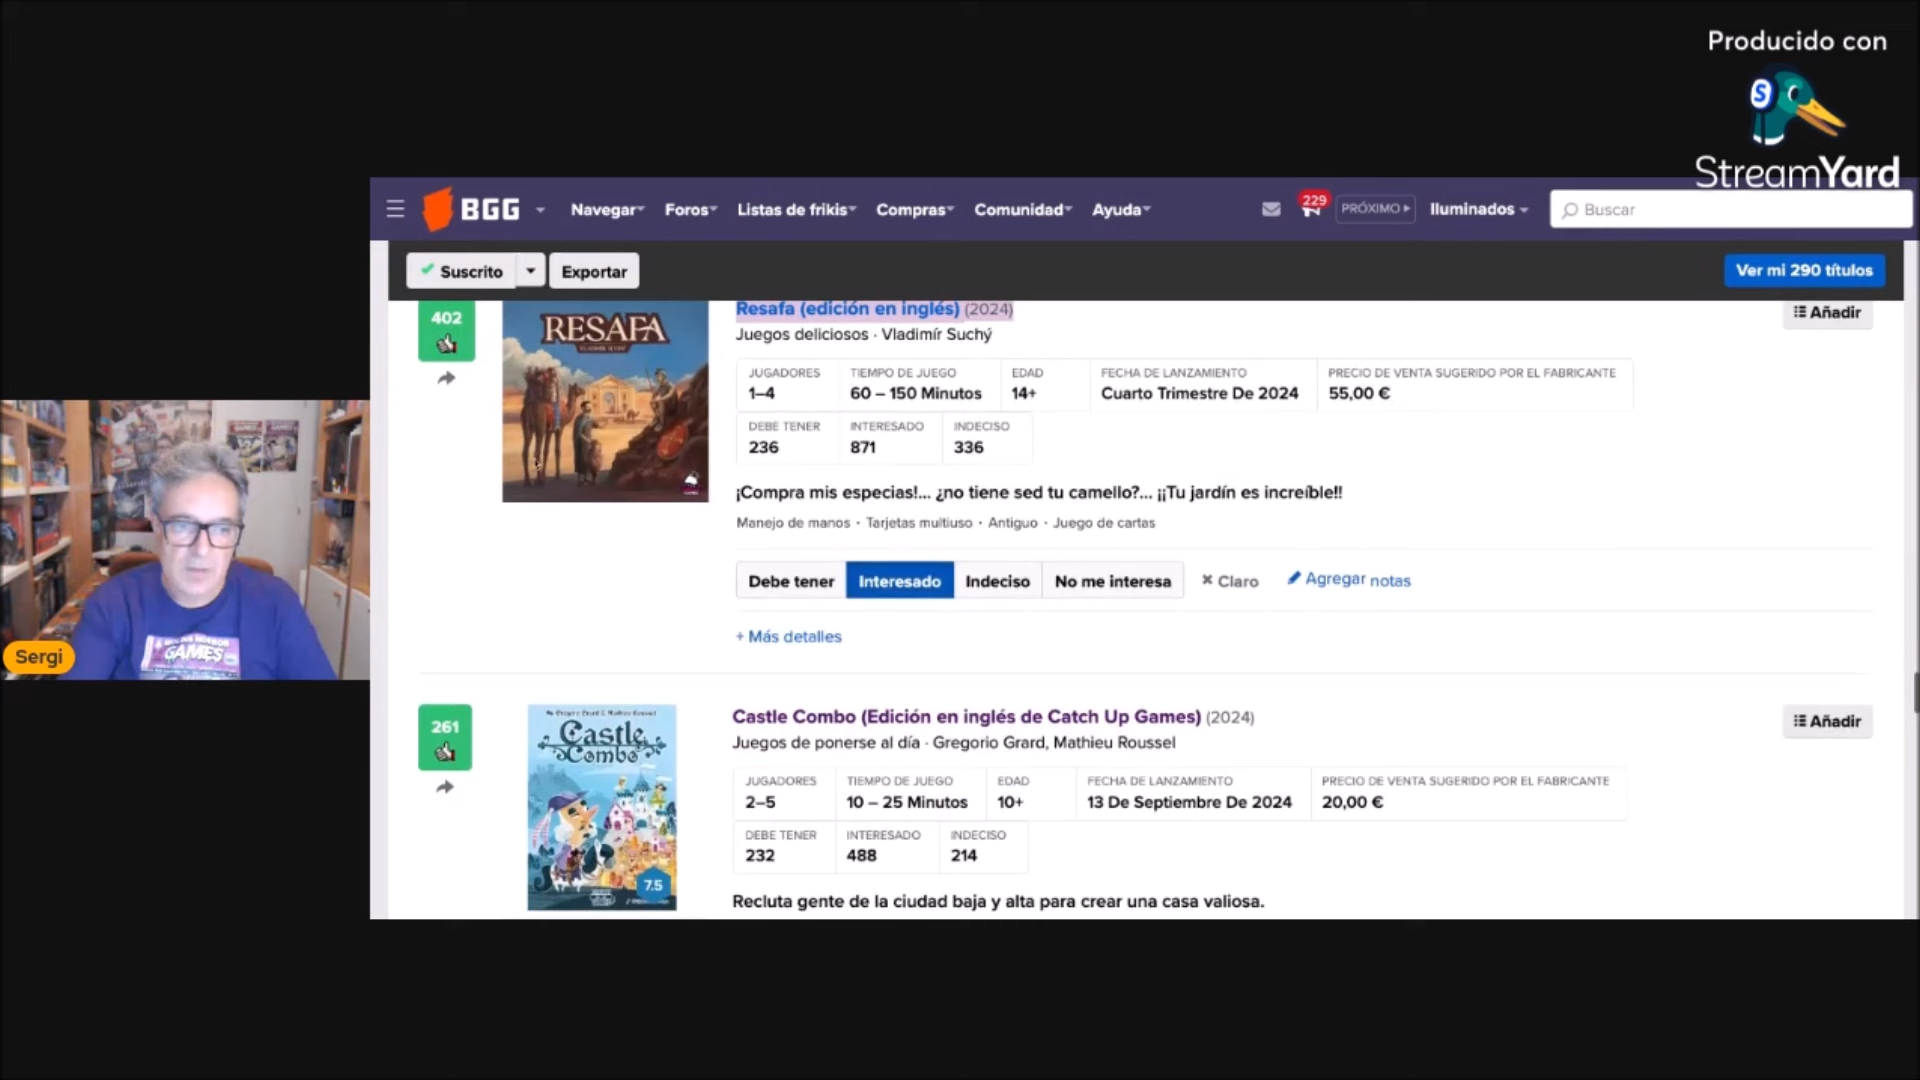 Producido con
StreamYard
BGG
Navegar
Foros
Listas de frikis
Compras
Comunidad
Ayuda
229
PRÓXIMO
Iluminados
Buscar
Suscrito
Exportar
Ver mi 290 títulos
402
RESAFA
Resafa (edición en inglés) (2024)
Añadir
Juegos deliciosos · Vladimír Suchý
JUGADORES
1–4
TIEMPO DE JUEGO
60 – 150 Minutos
EDAD
14+
FECHA DE LANZAMIENTO
Cuarto Trimestre De 2024
PRECIO DE VENTA SUGERIDO POR EL FABRICANTE
55,00 €
DEBE TENER
236
INTERESADO
871
INDECISO
336
¡Compra mis especias!... ¿no tiene sed tu camello?... ¡¡Tu jardín es increíble!!
Manejo de manos · Tarjetas multiuso · Antiguo · Juego de cartas
Debe tener
Interesado
Indeciso
No me interesa
Claro
Agregar notas
+ Más detalles
Sergi
GAMES
261
Castle
Combo
7.5
Castle Combo (Edición en inglés de Catch Up Games) (2024)
Añadir
Juegos de ponerse al día · Gregorio Grard, Mathieu Roussel
JUGADORES
2–5
TIEMPO DE JUEGO
10 – 25 Minutos
EDAD
10+
FECHA DE LANZAMIENTO
13 De Septiembre De 2024
PRECIO DE VENTA SUGERIDO POR EL FABRICANTE
20,00 €
DEBE TENER
232
INTERESADO
488
INDECISO
214
Recluta gente de la ciudad baja y alta para crear una casa valiosa.